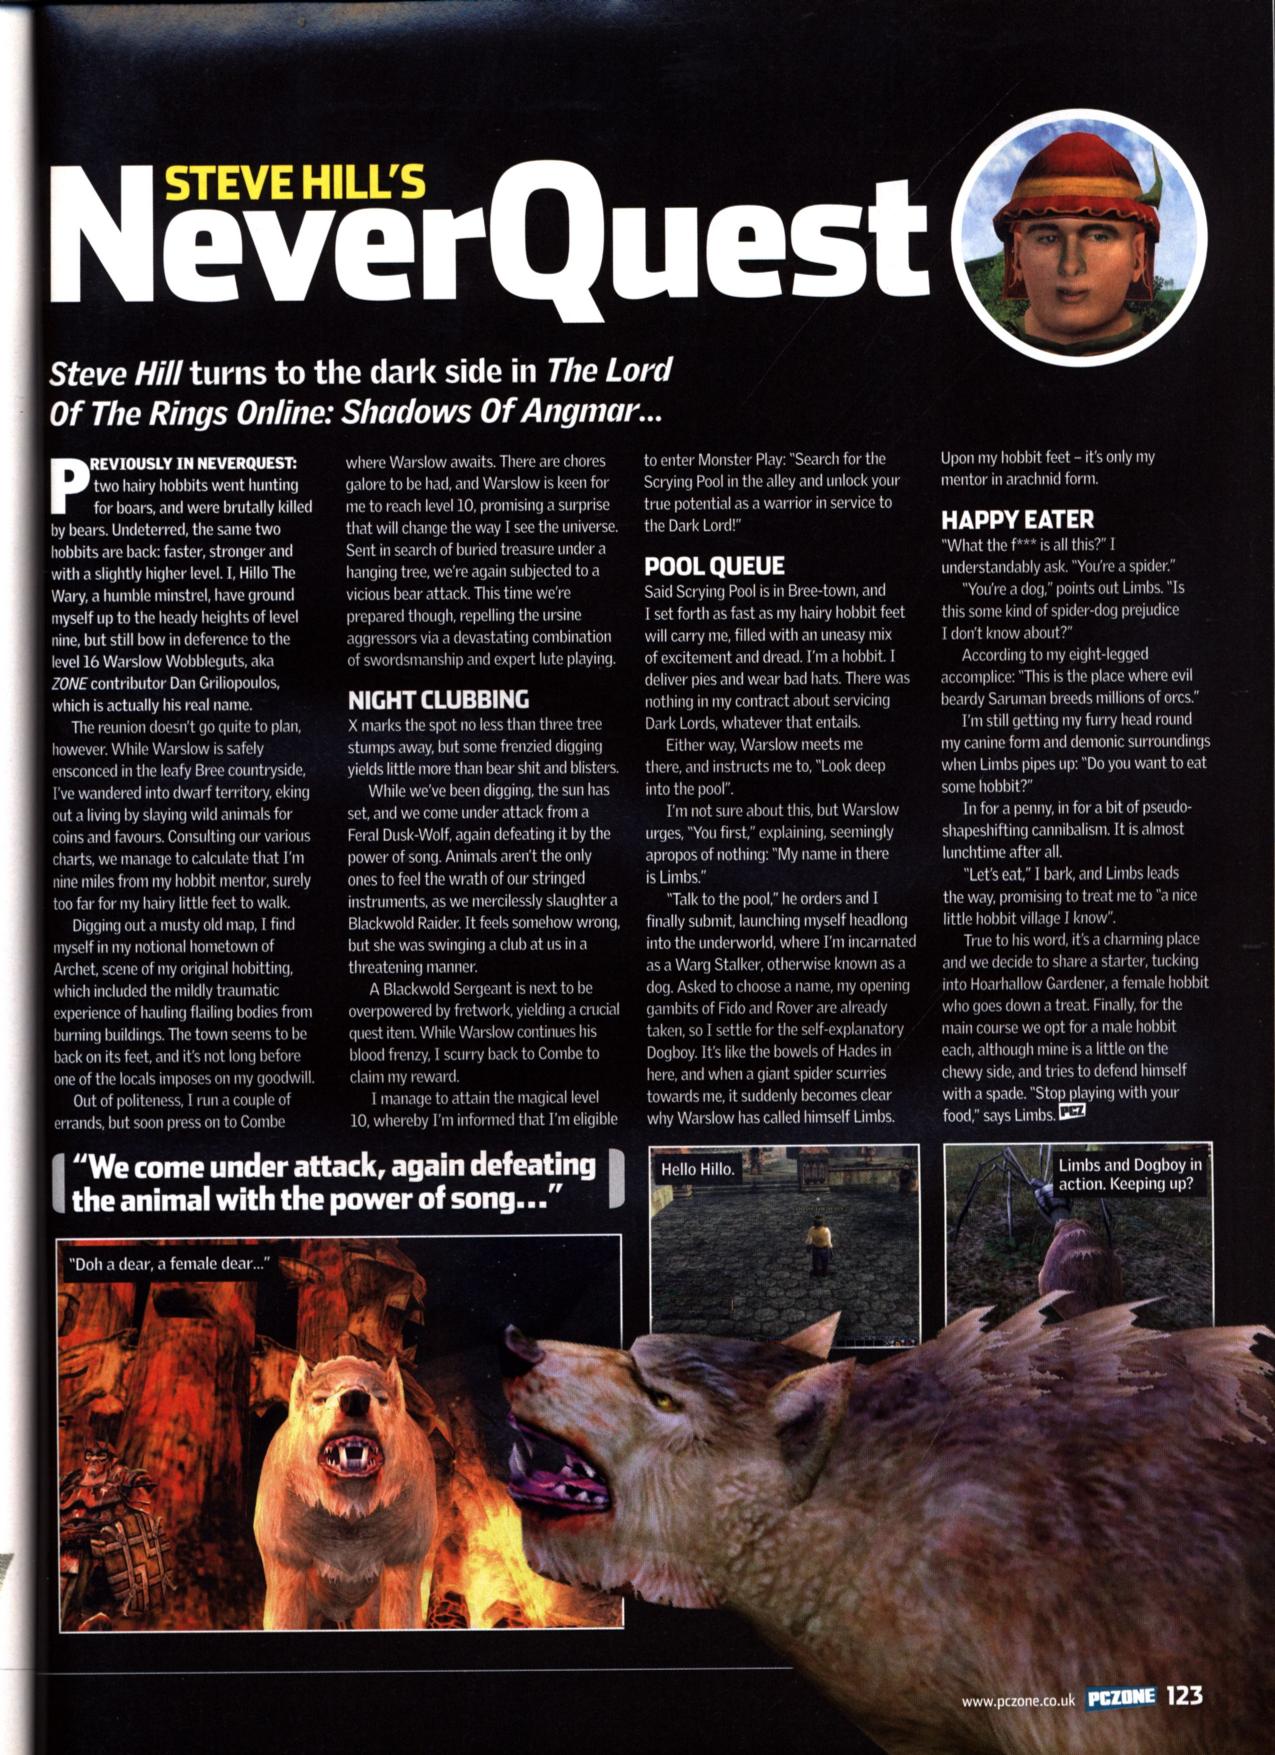 STEVE HILL'S
NeverQuest
Steve Hill turns to the dark side in The Lord
Of The Rings Online: Shadows Of Angmar...
PREVIOUSLY IN NEVERQUEST:
two hairy hobbits went hunting
for boars, and were brutally killed
by bears. Undeterred, the same two
hobbits are back: faster, stronger and
with a slightly higher level. I, Hillo The
Wary, a humble minstrel, have ground
myself up to the heady heights of level
nine, but still bow in deference to the
level 16 Warslow Wobbleguts, aka
ZONE contributor Dan Griliopoulos,
which is actually his real name.
The reunion doesn't go quite to plan,
however. While Warslow is safely
ensconced in the leafy Bree countryside,
I've wandered into dwarf territory, eking
out a living by slaying wild animals for
coins and favours. Consulting our various
charts, we manage to calculate that I'm
nine miles from my hobbit mentor, surely
too far for my hairy little feet to walk.
Digging out a musty old map, I find
myself in my notional hometown of
Archet, scene of my original hobitting,
which included the mildly traumatic
experience of hauling flailing bodies from
burning buildings. The town seems to be
back on its feet, and it's not long before
one of the locals imposes on my goodwill.
Out of politeness, I run a couple of
errands, but soon press on to Combe
where Warslow awaits. There are chores
galore to be had, and Warslow is keen for
me to reach level 10, promising a surprise
that will change the way I see the universe.
Sent in search of buried treasure under a
hanging tree, we're again subjected to a
vicious bear attack. This time we're
prepared though, repelling the ursine
aggressors via a devastating combination
of swordsmanship and expert lute playing.
NIGHT CLUBBING
X marks the spot no less than three tree
stumps away, but some frenzied digging
yields little more than bear shit and blisters.
While we've been digging, the sun has
set, and we come under attack from a
Feral Dusk-Wolf, again defeating it by the
power of song. Animals aren't the only
ones to feel the wrath of our stringed
instruments, as we mercilessly slaughter a
Blackwold Raider. It feels somehow wrong,
but she was swinging a club at us in a
threatening manner.
A Blackwold Sergeant is next to be
overpowered by fretwork, yielding a crucial
quest item. While Warslow continues his
blood frenzy, I scurry back to Combe to
claim my reward.
I manage to attain the magical level
10, whereby I'm informed that I'm eligible
to enter Monster Play: "Search for the
Scrying Pool in the alley and unlock your
true potential as a warrior in service to
the Dark Lord!"
POOL QUEUE
Said Scrying Pool is in Bree-town, and
I set forth as fast as my hairy hobbit feet
will carry me, filled with an uneasy mix
of excitement and dread. I'm a hobbit. I
deliver pies and wear bad hats. There was
nothing in my contract about servicing
Dark Lords, whatever that entails.
Either way, Warslow meets me
there, and instructs me to, "Look deep
into the pool".
I'm not sure about this, but Warslow
urges, "You first," explaining, seemingly
apropos of nothing: "My name in there
is Limbs."
"Talk to the pool," he orders and I
finally submit, launching myself headlong
into the underworld, where I'm incarnated
as a Warg Stalker, otherwise known as a
dog. Asked to choose a name, my opening
gambits of Fido and Rover are already
taken, so I settle for the self-explanatory
Dogboy. It's like the bowels of Hades in
here, and when a giant spider scurries
towards me, it suddenly becomes clear
why Warslow has called himself Limbs.
Upon my hobbit feet – it's only my
mentor in arachnid form.
HAPPY EATER
"What the f*** is all this?" I
understandably ask. "You're a spider."
"You're a dog," points out Limbs. "Is
this some kind of spider-dog prejudice
I don't know about?"
According to my eight-legged
accomplice: "This is the place where evil
beardy Saruman breeds millions of orcs."
I'm still getting my furry head round
my canine form and demonic surroundings
when Limbs pipes up: "Do you want to eat
some hobbit?"
In for a penny, in for a bit of pseudo-
shapeshifting cannibalism. It is almost
lunchtime after all.
"Let's eat," I bark, and Limbs leads
the way, promising to treat me to "a nice
little hobbit village I know".
True to his word, it's a charming place
and we decide to share a starter, tucking
into Hoarhallow Gardener, a female hobbit
who goes down a treat. Finally, for the
main course we opt for a male hobbit
each, although mine is a little on the
chewy side, and tries to defend himself
with a spade. "Stop playing with your
food," says Limbs. PCZ
"We come under attack, again defeating
the animal with the power of song..."
"Doh a dear, a female dear..."
Hello Hillo.
Limbs and Dogboy in
action. Keeping up?
www.pczone.co.uk PCZONE 123